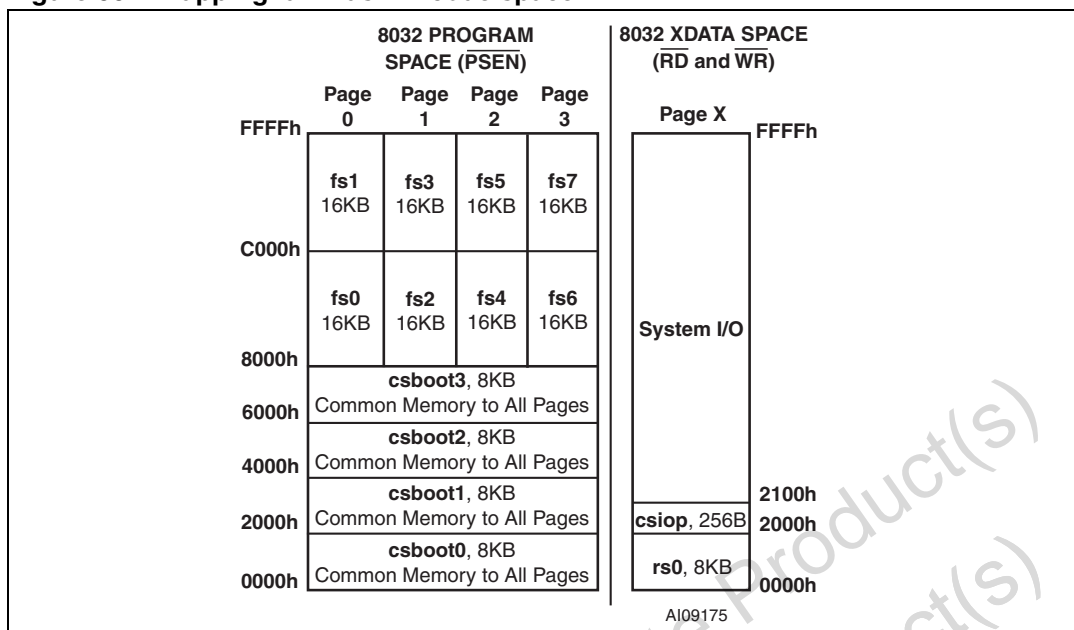 8032 PROGRAM
SPACE (PSEN)
8032 XDATA SPACE
(RD and WR)
Page 0
Page 1
Page 2
Page 3
Page X
FFFFh
FFFFh
fs1
16KB
fs3
16KB
fs5
16KB
fs7
16KB
C000h
fs0
16KB
fs2
16KB
fs4
16KB
fs6
16KB
System I/O
8000h
csboot3, 8KB
Common Memory to All Pages
6000h
csboot2, 8KB
Common Memory to All Pages
4000h
csboot1, 8KB
Common Memory to All Pages
2100h
csiop, 256B
2000h
2000h
csboot0, 8KB
Common Memory to All Pages
rs0, 8KB
0000h
0000h
AI09175
Product(s)